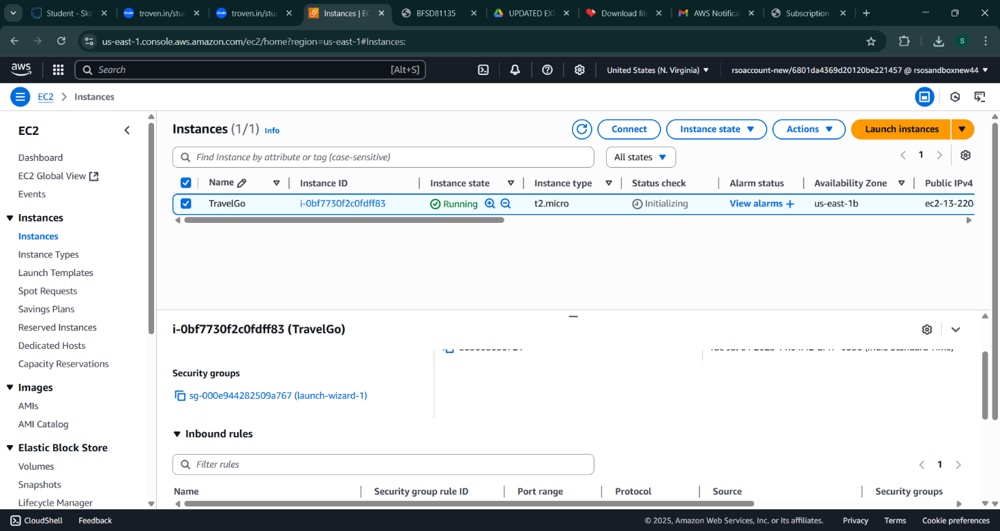 Student - Skil
troven.in/stud
troven.in/stud
Instances | EC
BFSD81135
UPDATED EXP
Download file
AWS Notificat
Subscription
us-east-1.console.aws.amazon.com/ec2/home?region=us-east-1#Instances:
S
aws
Search [Alt+S]
United States (N. Virginia)
rsoaccount-new/6801da4369d20120be221457 @ rsosandboxnew44
EC2 > Instances
EC2
Dashboard
EC2 Global View
Events
Instances
Instances
Instance Types
Launch Templates
Spot Requests
Savings Plans
Reserved Instances
Dedicated Hosts
Capacity Reservations
Images
AMIs
AMI Catalog
Elastic Block Store
Volumes
Snapshots
Lifecycle Manager
Instances (1/1) Info
Connect
Instance state
Actions
Launch instances
Find Instance by attribute or tag (case-sensitive)
All states
1
Name Instance ID Instance state Instance type Status check Alarm status Availability Zone Public IPv4
TravelGo i-0bf7730f2c0fdff83 Running t2.micro Initializing View alarms + us-east-1b ec2-13-220-
i-0bf7730f2c0fdff83 (TravelGo)
Security groups
sg-000e944282509a767 (launch-wizard-1)
Inbound rules
Filter rules
1
Name Security group rule ID Port range Protocol Source Security groups
CloudShell Feedback © 2025, Amazon Web Services, Inc. or its affiliates. Privacy Terms Cookie preferences